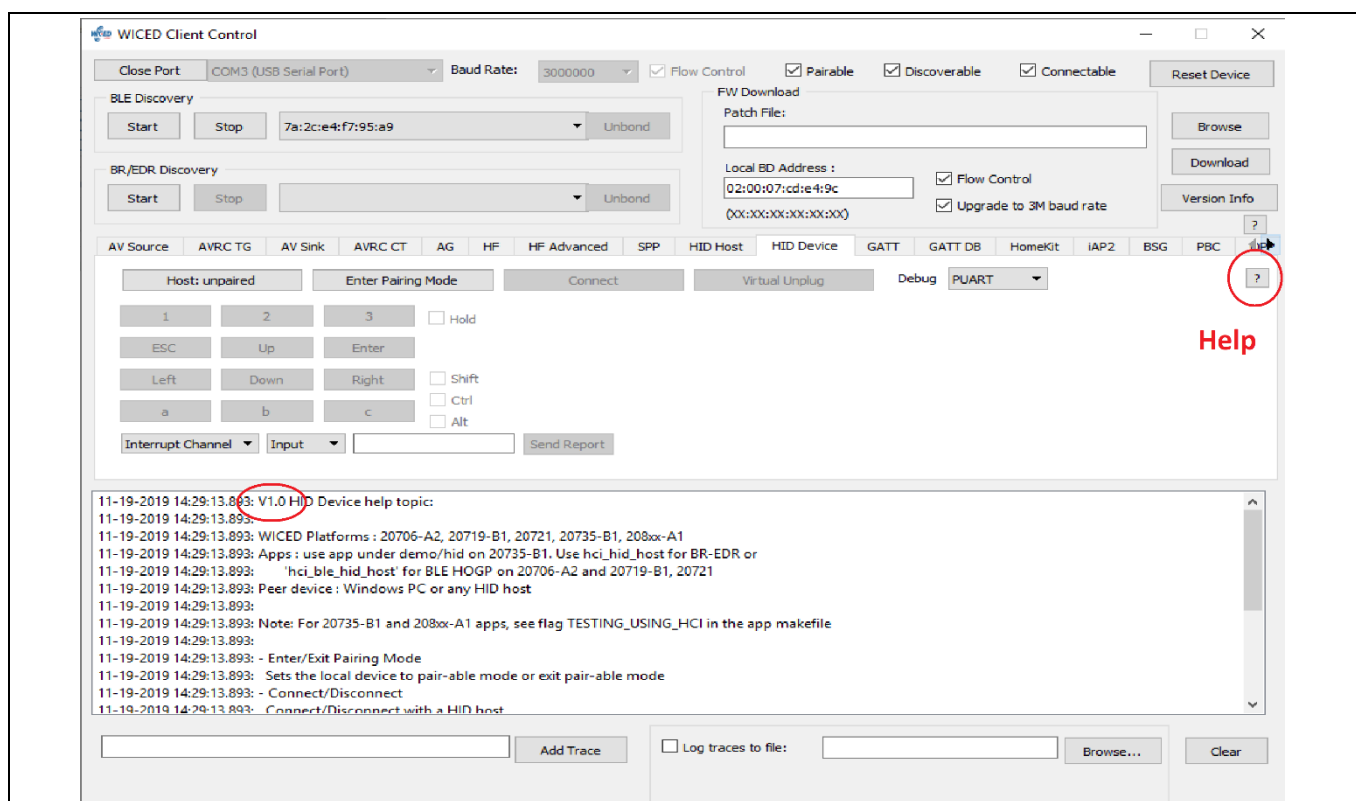 WICED Client Control
Close Port COM3 (USB Serial Port) Baud Rate: 3000000 Flow Control Pairable Discoverable Connectable Reset Device
BLE Discovery
Start Stop 7a:2c:e4:f7:95:a9 Unbond
FW Download
Patch File:
Browse
BR/EDR Discovery
Start Stop Unbond
Local BD Address :
02:00:07:cd:e4:9c
(XX:XX:XX:XX:XX:XX)
Flow Control
Upgrade to 3M baud rate
Download
Version Info
?
AV Source AVRC TG AV Sink AVRC CT AG HF HF Advanced SPP HID Host HID Device GATT GATT DB HomeKit iAP2 BSG PBC
Host: unpaired Enter Pairing Mode Connect Virtual Unplug Debug PUART ?
Help
1 2 3 Hold
ESC Up Enter
Left Down Right Shift
Ctrl
a b c Alt
Interrupt Channel Input Send Report
11-19-2019 14:29:13.893: V1.0 HID Device help topic:
11-19-2019 14:29:13.893:
11-19-2019 14:29:13.893: WICED Platforms : 20706-A2, 20719-B1, 20721, 20735-B1, 208xx-A1
11-19-2019 14:29:13.893: Apps : use app under demo/hid on 20735-B1. Use hci_hid_host for BR-EDR or
11-19-2019 14:29:13.893: 'hci_ble_hid_host' for BLE HOGP on 20706-A2 and 20719-B1, 20721
11-19-2019 14:29:13.893: Peer device : Windows PC or any HID host
11-19-2019 14:29:13.893:
11-19-2019 14:29:13.893: Note: For 20735-B1 and 208xx-A1 apps, see flag TESTING_USING_HCI in the app makefile
11-19-2019 14:29:13.893:
11-19-2019 14:29:13.893: - Enter/Exit Pairing Mode
11-19-2019 14:29:13.893: Sets the local device to pair-able mode or exit pair-able mode
11-19-2019 14:29:13.893: - Connect/Disconnect
11-19-2019 14:29:13.893: Connect/Disconnect with a HID host
Add Trace Log traces to file: Browse... Clear